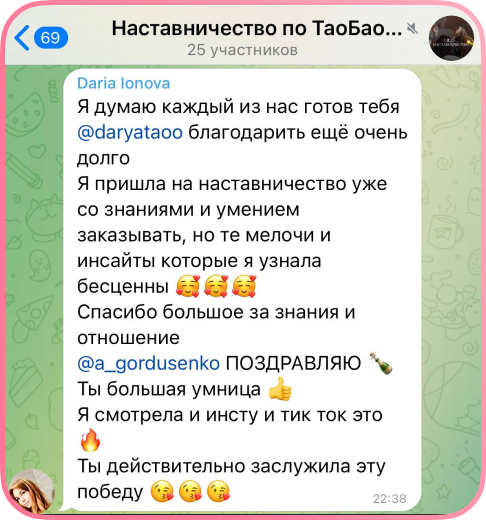 69
Наставничество по ТаоБао...
25 участников
Daria Ionova
Я думаю каждый из нас готов тебя
@daryataoo благодарить ещё очень
долго
Я пришла на наставничество уже
со знаниями и умением
заказывать, но те мелочи и
инсайты которые я узнала
бесценны 🥰🥰🥰
Спасибо большое за знания и
отношение
@a_gordusenko ПОЗДРАВЛЯЮ 🍾
Ты большая умница 👍
Я смотрела и инсту и тик ток это
🔥
Ты действительно заслужила эту
победу 😘😘😘
22:38